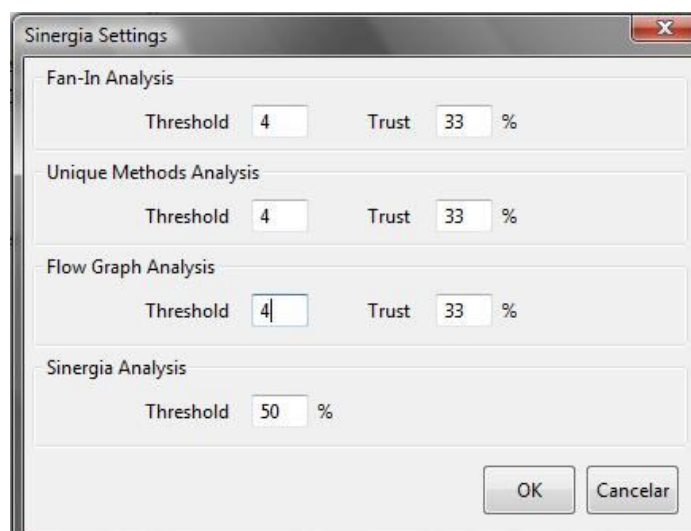 Sinergia Settings
Fan-In Analysis
Threshold 4 Trust 33 %
Unique Methods Analysis
Threshold 4 Trust 33 %
Flow Graph Analysis
Threshold 4 Trust 33 %
Sinergia Analysis
Threshold 50 %
OK Cancelar